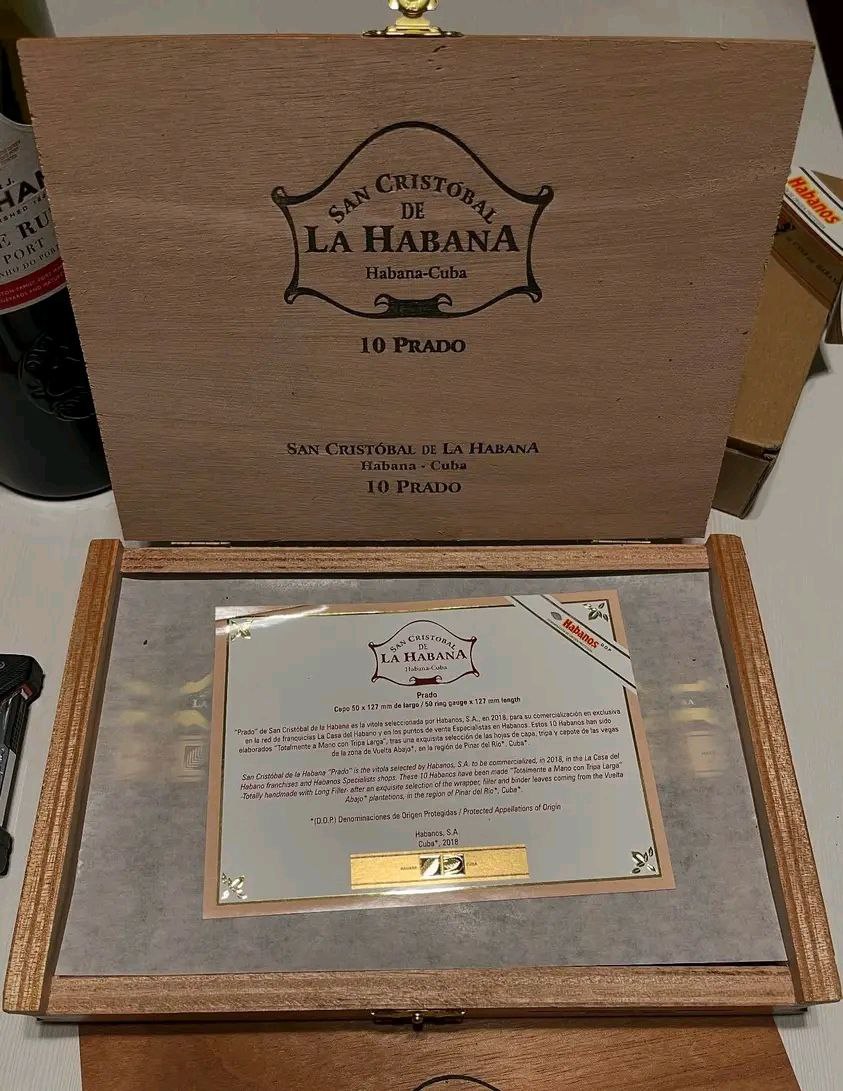 SAN CRISTÓBAL
DE
LA HABANA
Habana-Cuba
10 PRADO
SAN CRISTÓBAL DE LA HABANA
Habana - Cuba
10 PRADO
HAM
E RU
PORT
Habanos
SAN CRISTOBAL
DE
LA HABANA
Habana-Cuba
Habanos
Prado
Cepo 50 x 127 mm de largo / 50 ring gauge x 127 mm length
"Prado" de San Cristóbal de la Habana es la vitola seleccionada por Habanos, S.A., en 2018, para su comercialización en exclusiva
en la red de franquicias La Casa del Habano y en los puntos de venta Especialistas en Habanos. Estos 10 Habanos han sido
elaborados "Totalmente a Mano con Tripa Larga", tras una exquisita selección de las hojas de capa, tripa y capote de las vegas
de la zona de Vuelta Abajo*, en la región de Pinar del Río*, Cuba*.
San Cristóbal de la Habana "Prado" is the vitola selected by Habanos, S.A. to be commercialized, in 2018, in the La Casa del
Habano franchises and Habanos Specialists shops. These 10 Habanos have been made "Totalmente a Mano con Tripa Larga"
-Totally handmade with Long Filler- after an exquisite selection of the wrapper, filler and binder leaves coming from the Vuelta
Abajo* plantations, in the region of Pinar del Río*, Cuba*.
*(D.O.P.) Denominaciones de Origen Protegidas / Protected Appellations of Origin
Habanos, S.A.
Cuba*, 2018